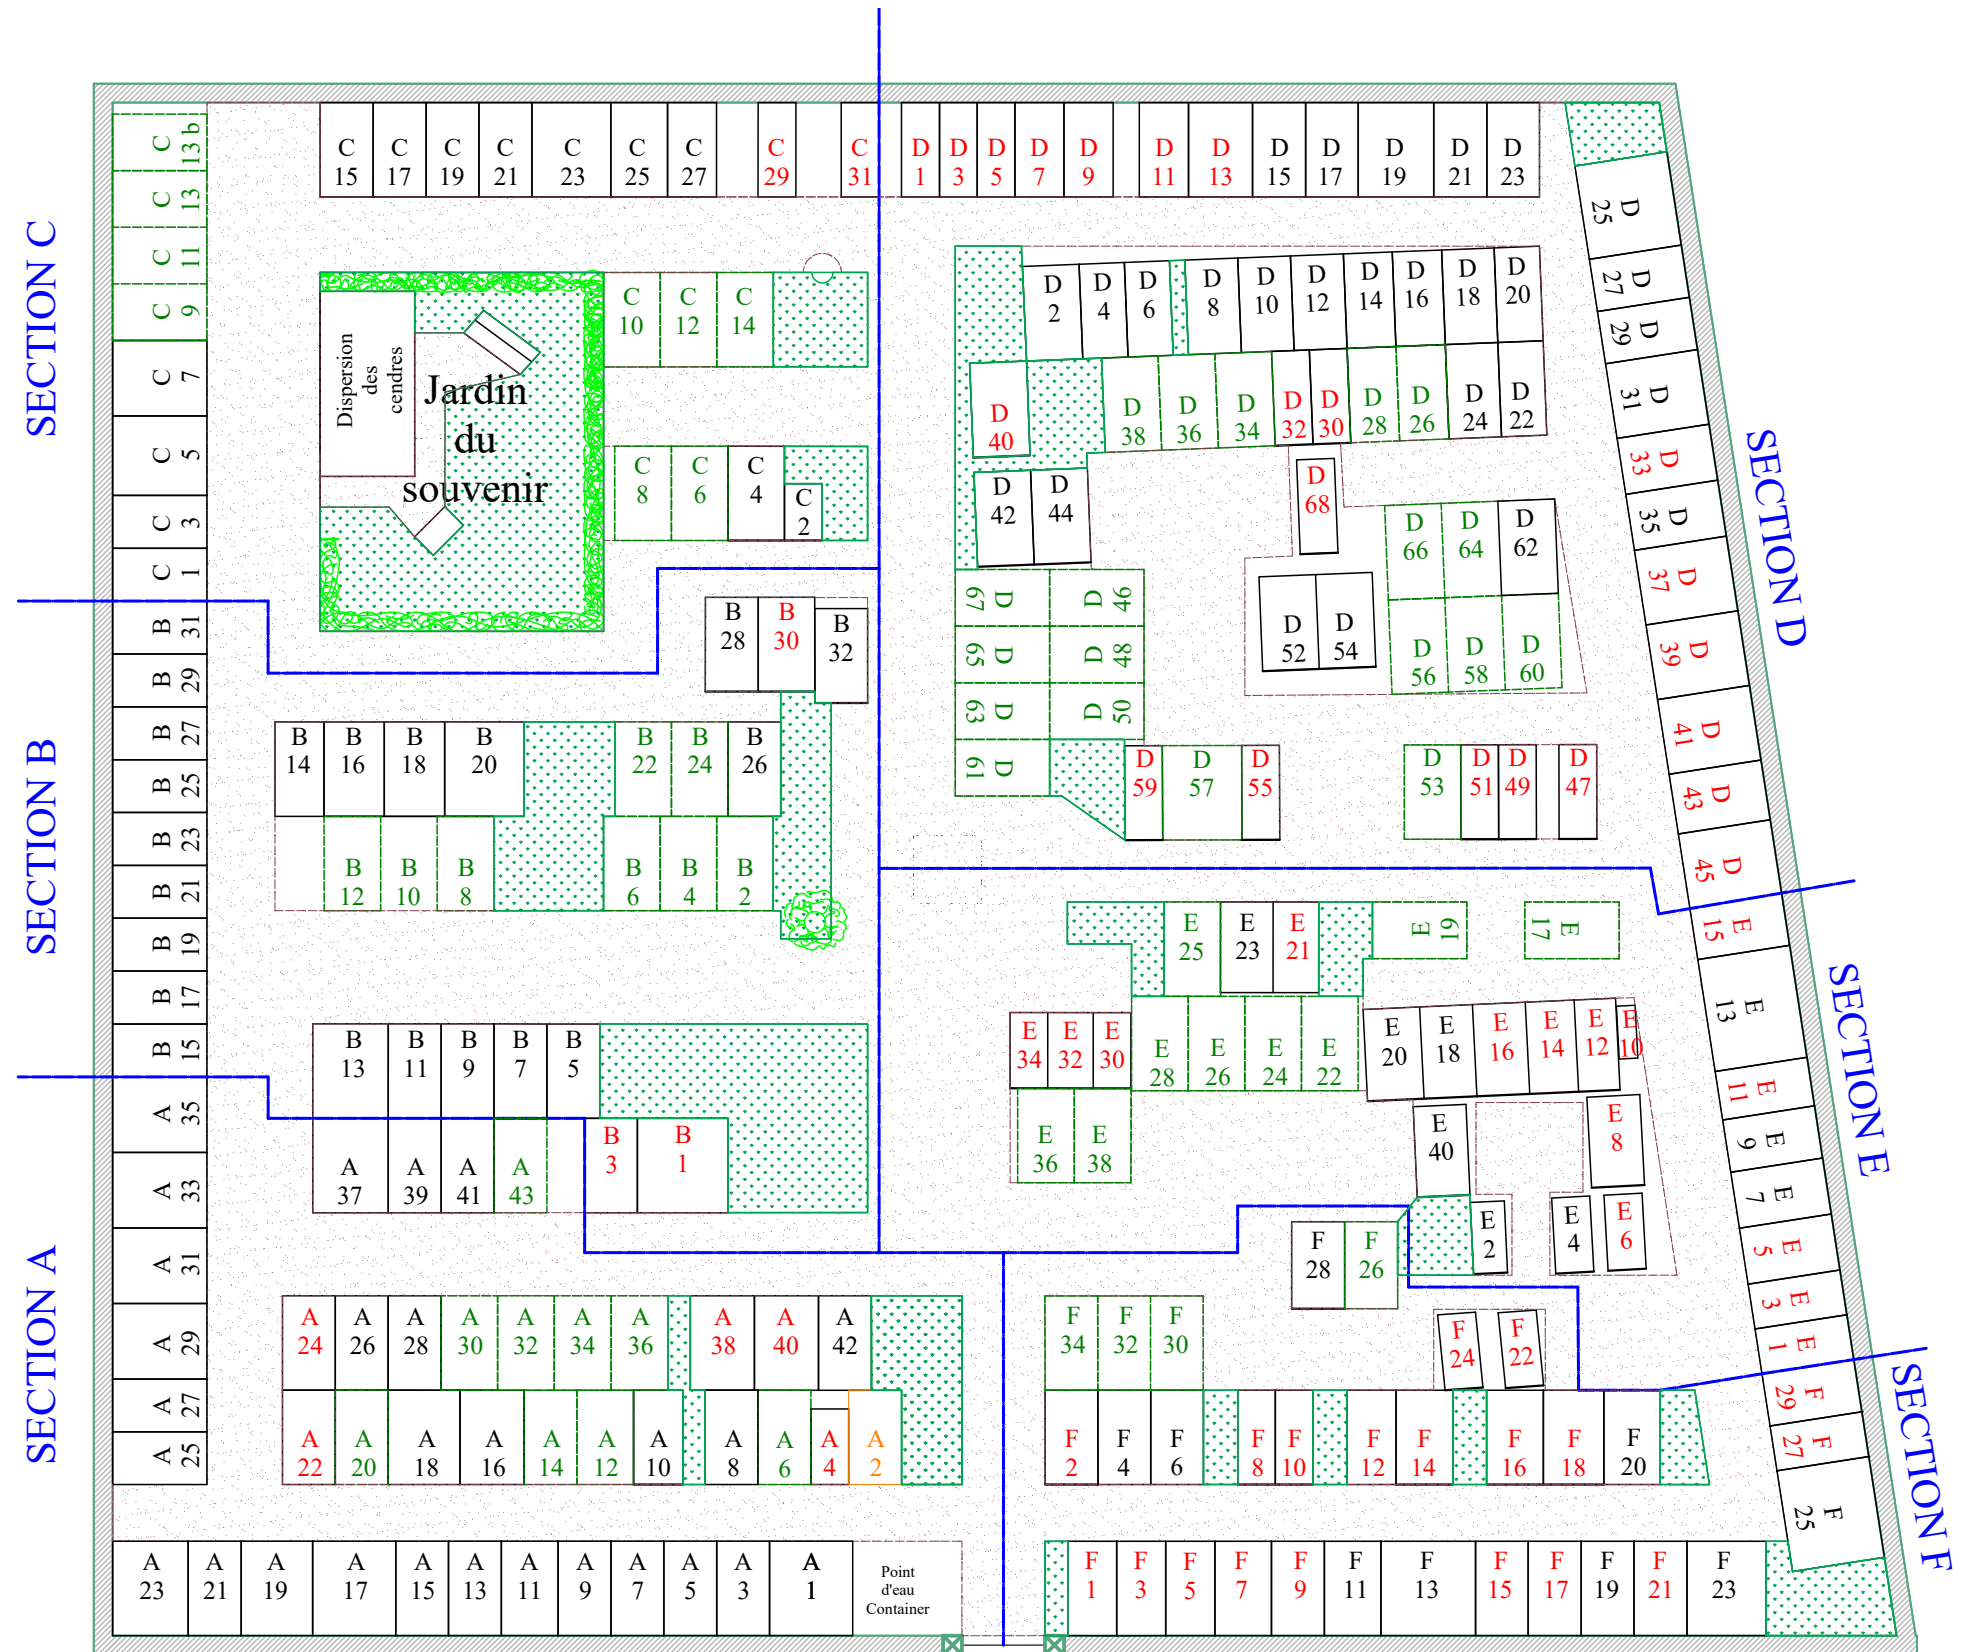 SECTION C
SECTION B
SECTION A
SECTION D
SECTION E
SECTION F
C 13 b
C 13
C 11
C 9
C 7
C 5
C 3
C 1
B 31
B 29
B 27
B 25
B 23
B 21
B 19
B 17
B 15
A 35
A 33
A 31
A 29
A 27
A 25
C 15
C 17
C 19
C 21
C 23
C 25
C 27
C 29
C 31
D 1
D 3
D 5
D 7
D 9
D 11
D 13
D 15
D 17
D 19
D 21
D 23
Dispersion
des
cendres
Jardin
du
souvenir
C 10
C 12
C 14
C 8
C 6
C 4
C 2
B 28
B 30
B 32
B 14
B 16
B 18
B 20
B 22
B 24
B 26
B 12
B 10
B 8
B 6
B 4
B 2
B 13
B 11
B 9
B 7
B 5
A 37
A 39
A 41
A 43
B 3
B 1
A 24
A 26
A 28
A 30
A 32
A 34
A 36
A 38
A 40
A 42
A 22
A 20
A 18
A 16
A 14
A 12
A 10
A 8
A 6
A 4
A 2
A 23
A 21
A 19
A 17
A 15
A 13
A 11
A 9
A 7
A 5
A 3
A 1
Point
d'eau
Container
D 2
D 4
D 6
D 8
D 10
D 12
D 14
D 16
D 18
D 20
D 40
D 38
D 36
D 34
D 32
D 30
D 28
D 26
D 24
D 22
D 42
D 44
D 68
D 66
D 64
D 62
D 52
D 54
D 56
D 58
D 60
D 67
D 46
D 65
D 48
D 63
D 50
D 61
D 59
D 57
D 55
D 53
D 51
D 49
D 47
D 25
D 27
D 29
D 31
D 33
D 35
D 37
D 39
D 41
D 43
D 45
E 15
E 13
E 11
E 9
E 7
E 5
E 3
E 1
F 29
F 27
F 25
E 25
E 23
E 21
E 19
E 17
E 34
E 32
E 30
E 28
E 26
E 24
E 22
E 20
E 18
E 16
E 14
E 12
E 10
E 36
E 38
E 40
E 8
E 2
E 4
E 6
F 28
F 26
F 34
F 32
F 30
F 24
F 22
F 2
F 4
F 6
F 8
F 10
F 12
F 14
F 16
F 18
F 20
F 1
F 3
F 5
F 7
F 9
F 11
F 13
F 15
F 17
F 19
F 21
F 23